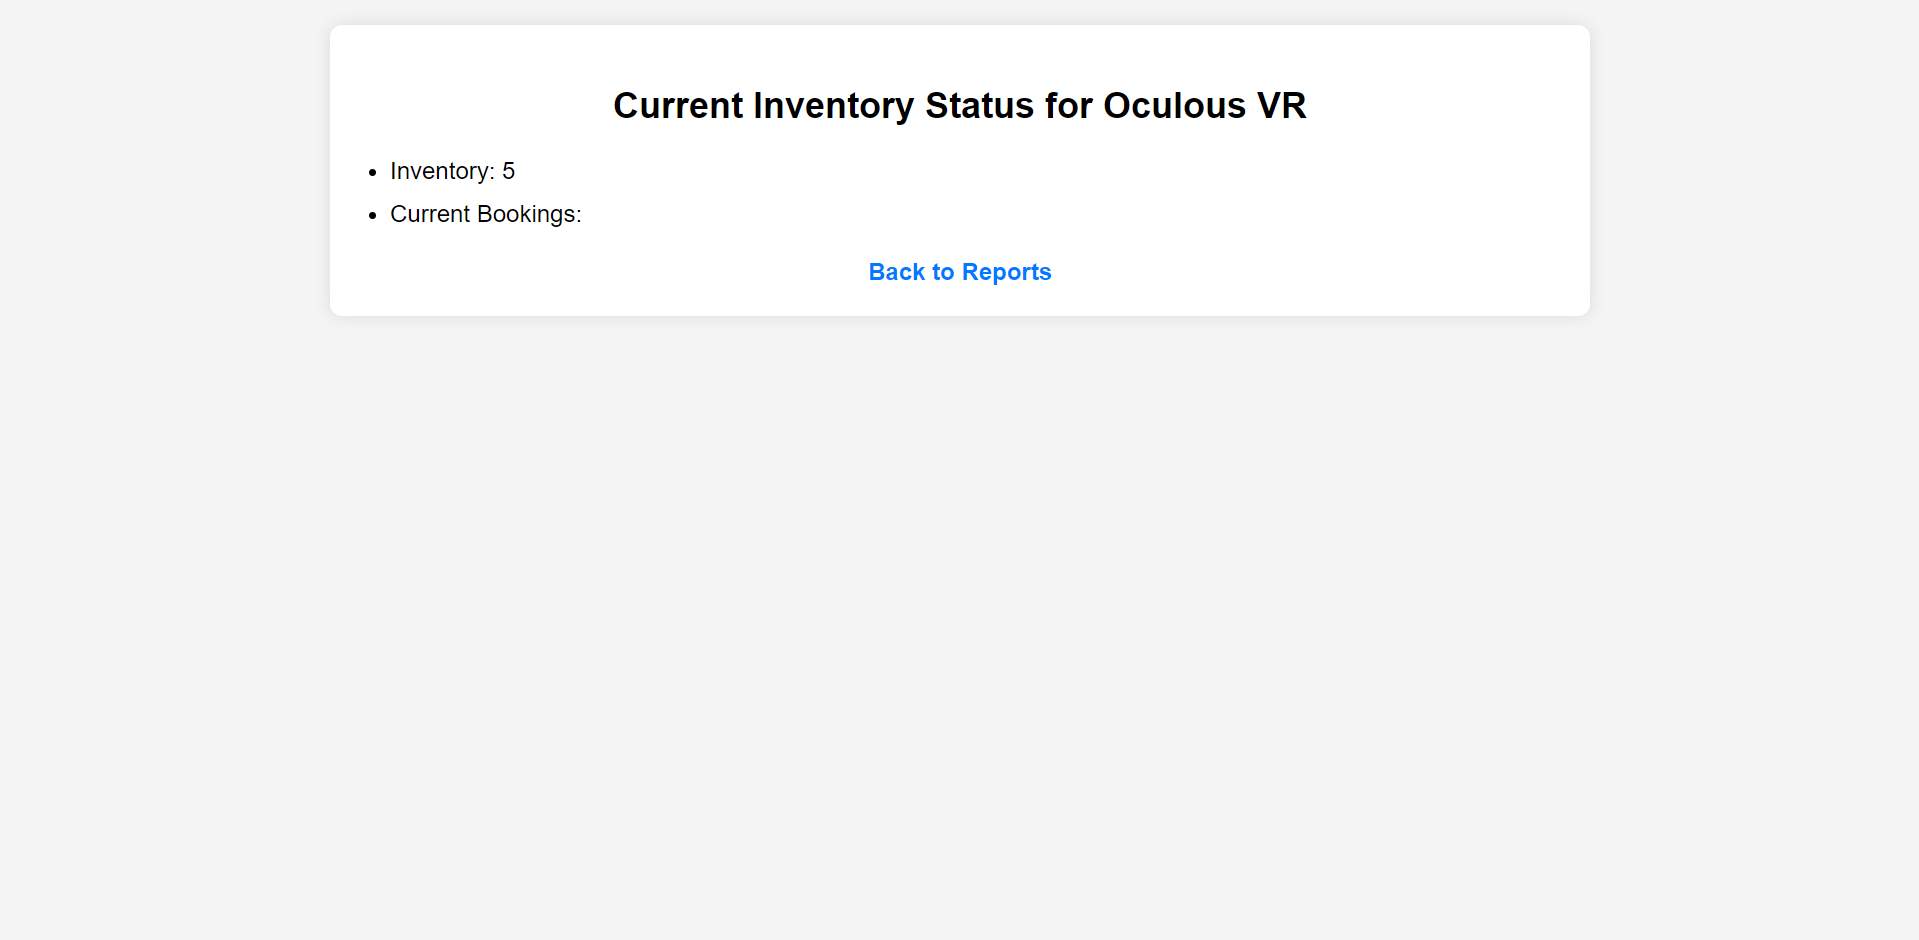 Current Inventory Status for Oculous VR
• Inventory: 5
• Current Bookings:
Back to Reports